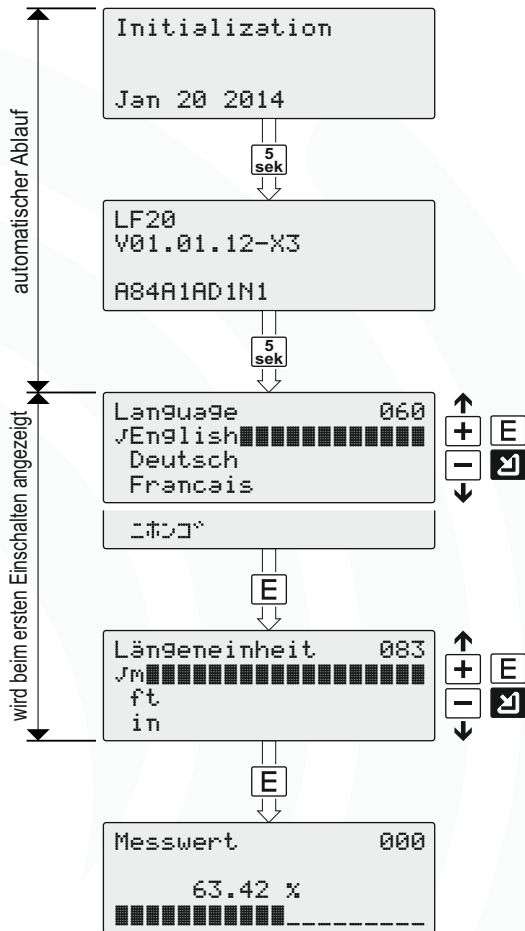 automatischer Ablauf
Initialization
Jan 20 2014
5
sek
LF20
V01.01.12-X3
A84A1AD1N1
5
sek
wird beim ersten Einschalten angezeigt
Language 060
English
Deutsch
Francais
ニホンゴ
+ E
−
E
Längeneinheit 083
m
ft
in
+ E
−
E
Messwert 000
63.42 %